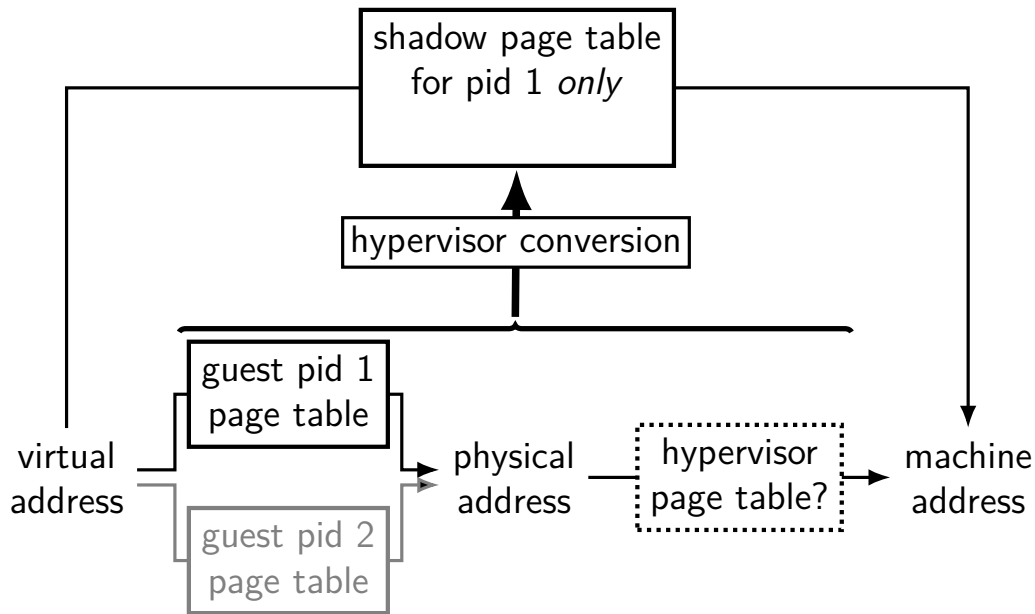 shadow page table
for pid 1 only
hypervisor conversion
guest pid 1
page table
virtual
address
physical
address
hypervisor
page table?
machine
address
guest pid 2
page table